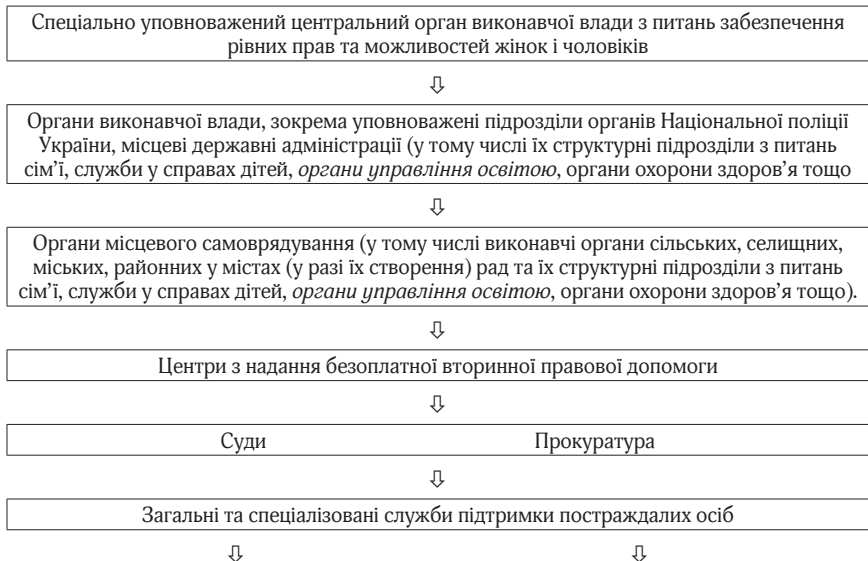 Спеціально уповноважений центральний орган виконавчої влади з питань забезпечення
рівних прав та можливостей жінок і чоловіків
⇩
Органи виконавчої влади, зокрема уповноважені підрозділи органів Національної поліції
України, місцеві державні адміністрації (у тому числі їх структурні підрозділи з питань
сім’ї, служби у справах дітей, органи управління освітою, органи охорони здоров’я тощо
⇩
Органи місцевого самоврядування (у тому числі виконавчі органи сільських, селищних,
міських, районних у містах (у разі їх створення) рад та їх структурні підрозділи з питань
сім’ї, служби у справах дітей, органи управління освітою, органи охорони здоров’я тощо).
⇩
Центри з надання безоплатної вторинної правової допомоги
⇩
Суди Прокуратура
⇩
Загальні та спеціалізовані служби підтримки постраждалих осіб
⇩ ⇩